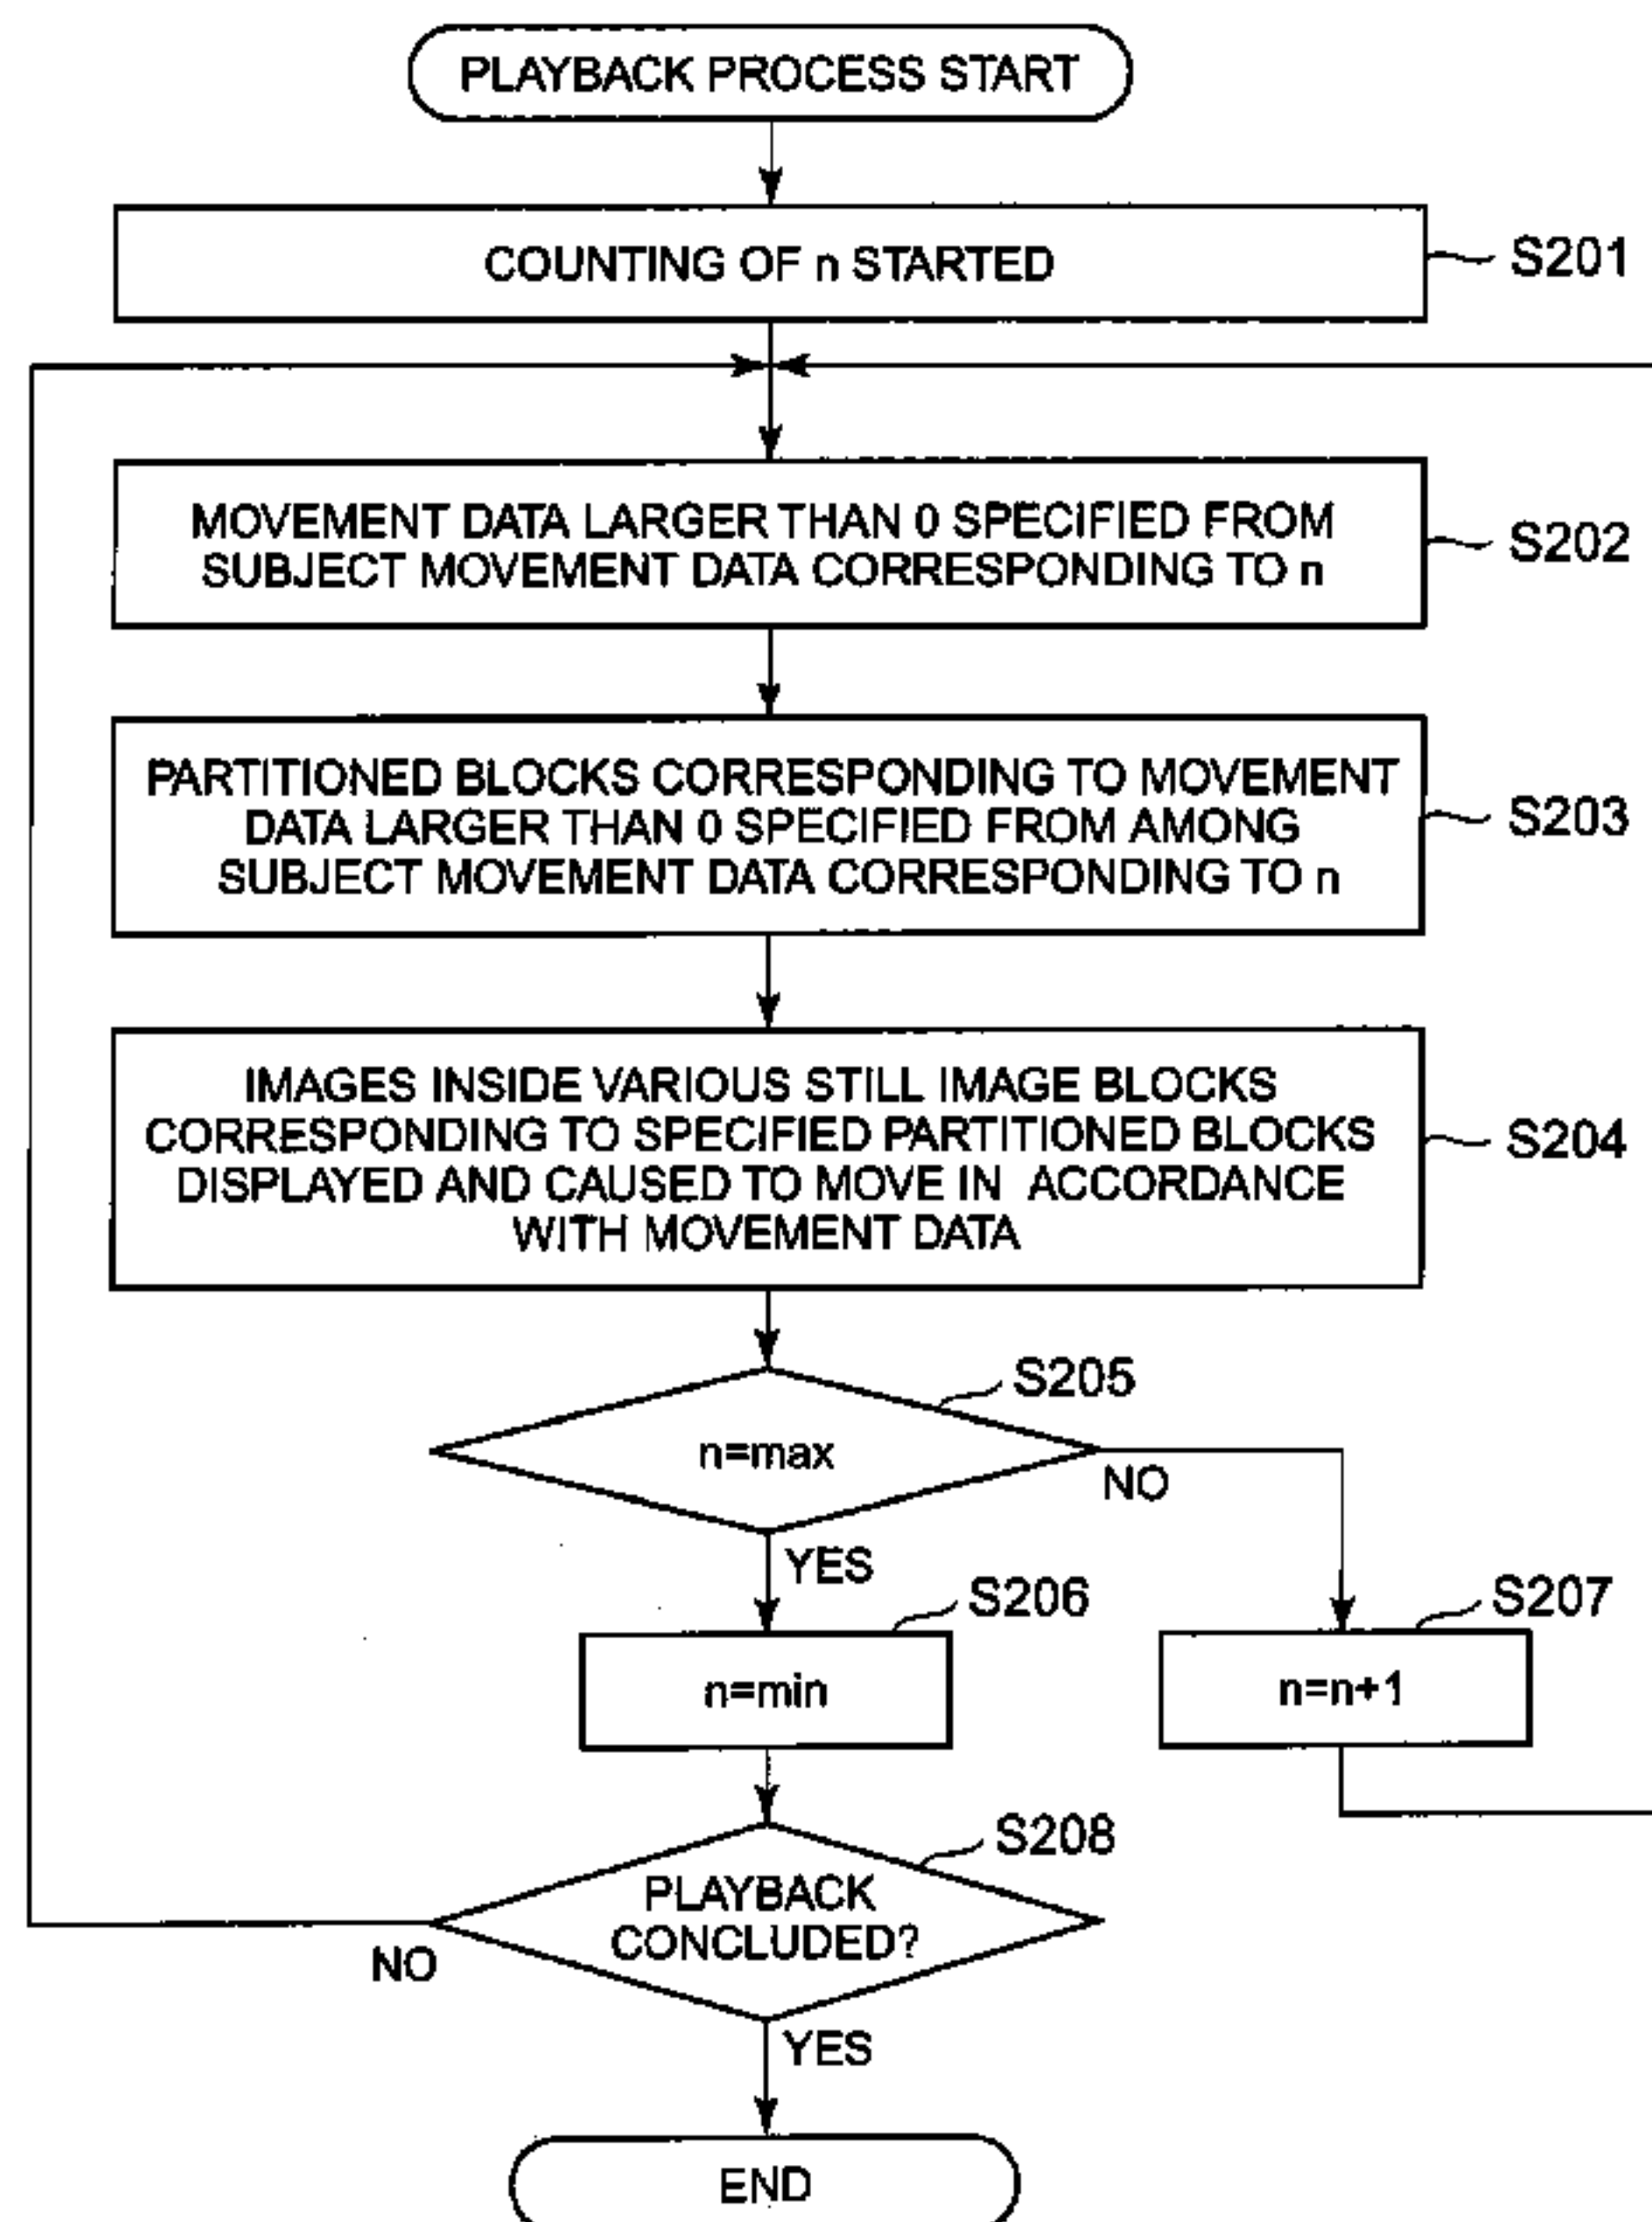 PLAYBACK PROCESS START
COUNTING OF n STARTED
S201
MOVEMENT DATA LARGER THAN 0 SPECIFIED FROM
SUBJECT MOVEMENT DATA CORRESPONDING TO n
S202
PARTITIONED BLOCKS CORRESPONDING TO MOVEMENT
DATA LARGER THAN 0 SPECIFIED FROM AMONG
SUBJECT MOVEMENT DATA CORRESPONDING TO n
S203
IMAGES INSIDE VARIOUS STILL IMAGE BLOCKS
CORRESPONDING TO SPECIFIED PARTITIONED BLOCKS
DISPLAYED AND CAUSED TO MOVE IN ACCORDANCE
WITH MOVEMENT DATA
S204
S205
n=max
NO
YES
S206
S207
n=min
n=n+1
S208
PLAYBACK
CONCLUDED?
NO
YES
END